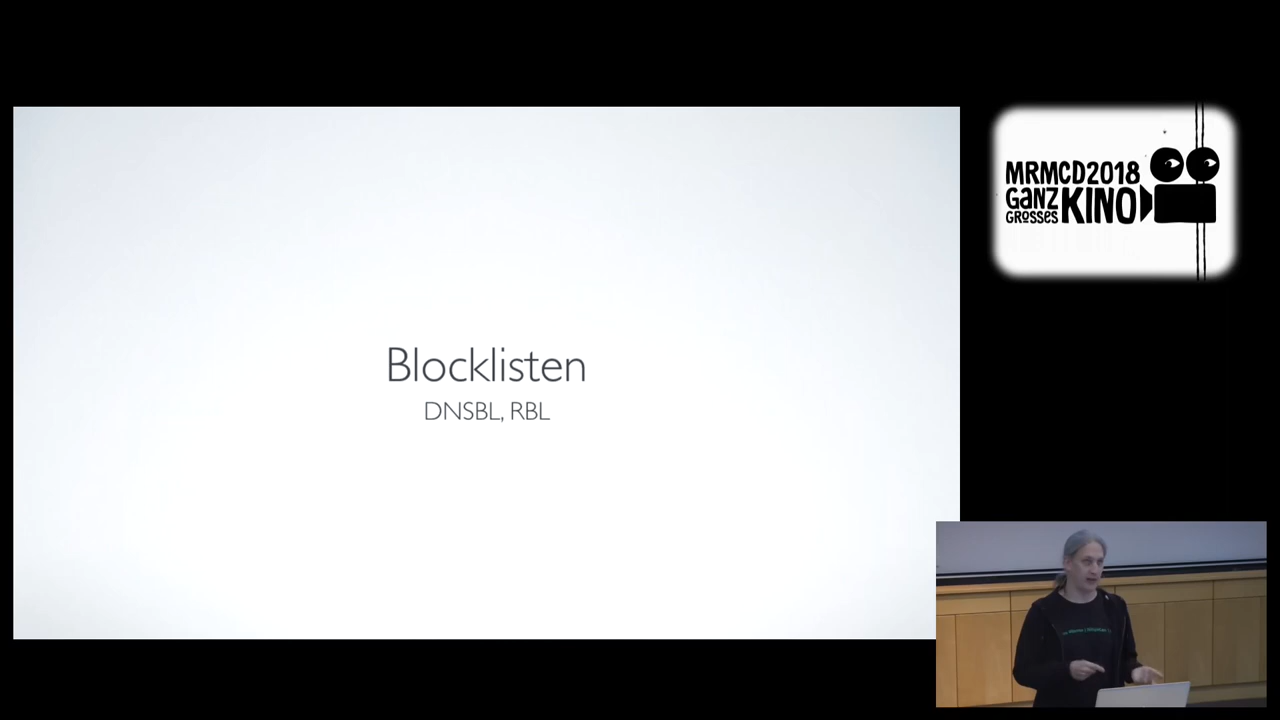 Blocklisten
DNSBL, RBL
MRMCD2018
GANZ
GROSSES
KINO